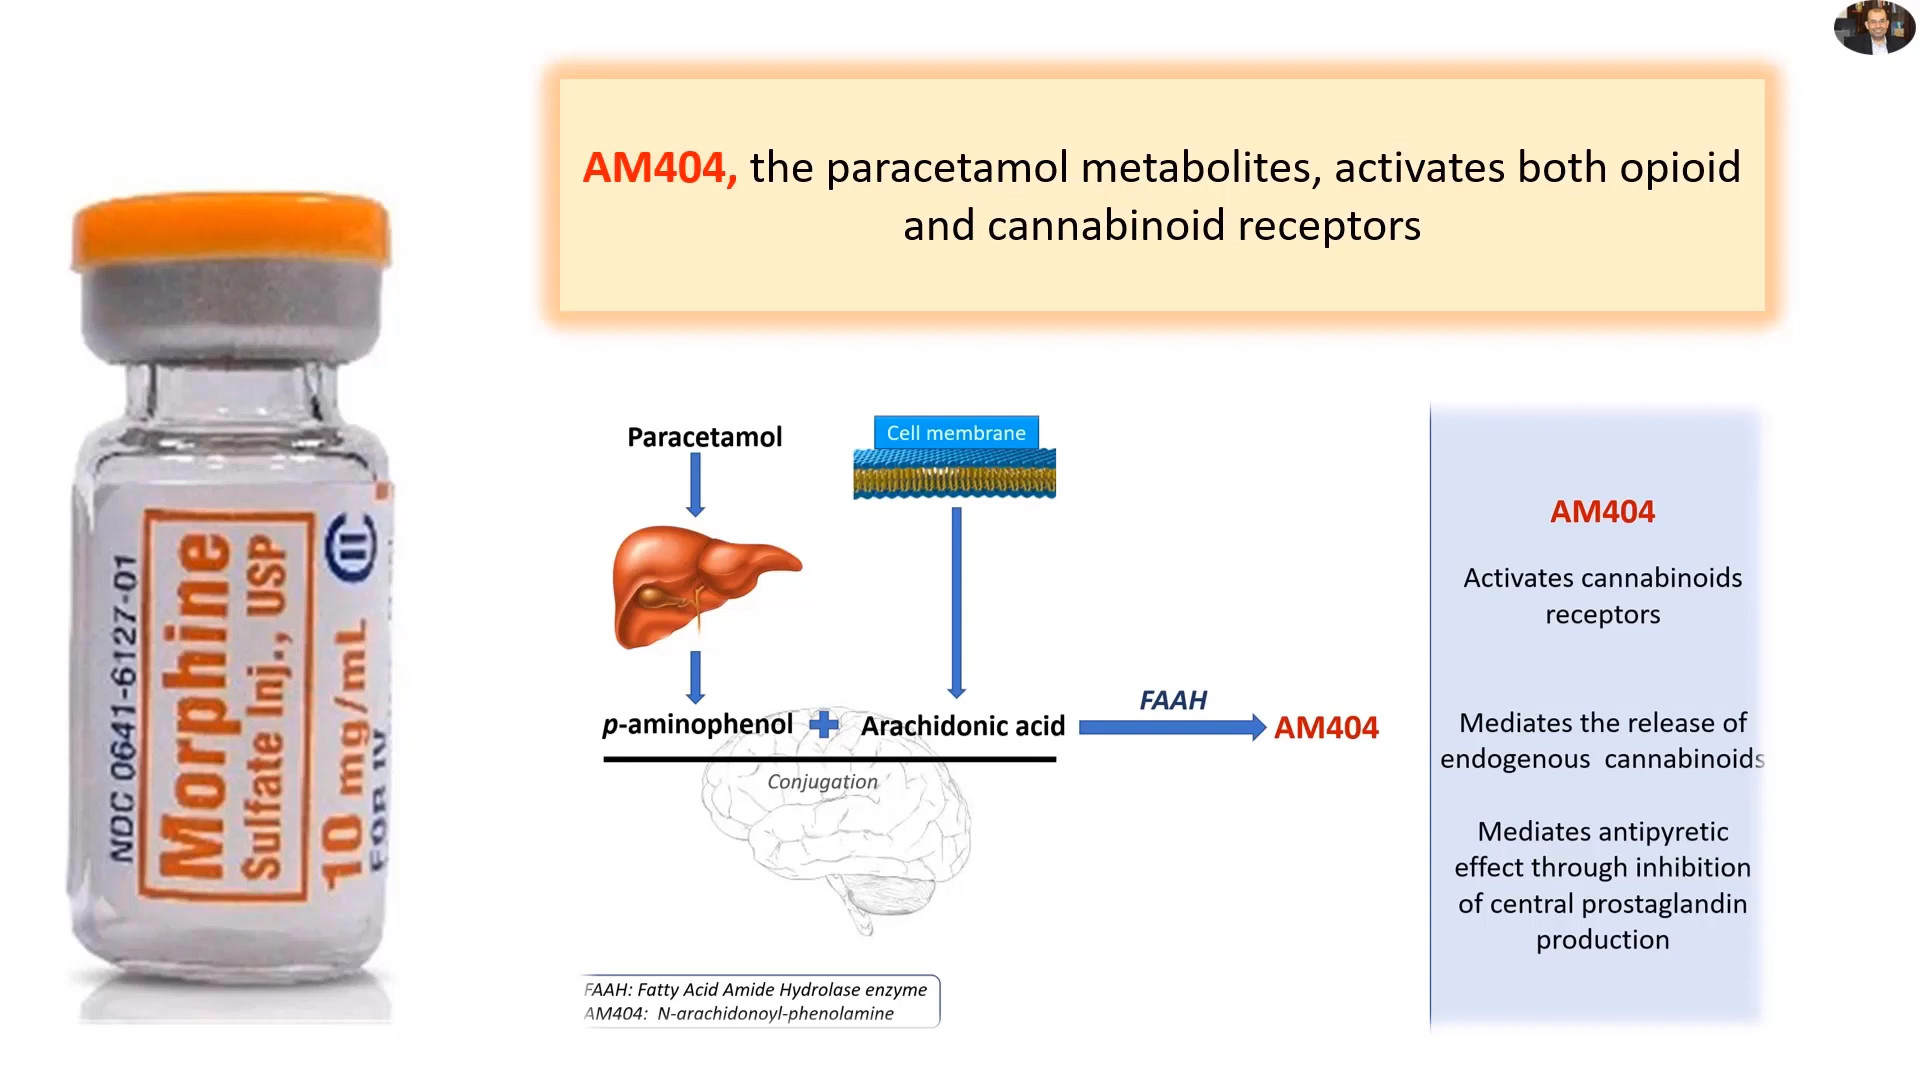 AM404, the paracetamol metabolites, activates both opioid
and cannabinoid receptors
NDC 0641-6127-01
Morphine
Sulfate Inj., USP
10 mg/mL
FOR IV
CII
Paracetamol
Cell membrane
p-aminophenol + Arachidonic acid
FAAH
AM404
Conjugation
FAAH: Fatty Acid Amide Hydrolase enzyme
AM404: N-arachidonoyl-phenolamine
AM404
Activates cannabinoids
receptors
Mediates the release of
endogenous cannabinoids
Mediates antipyretic
effect through inhibition
of central prostaglandin
production